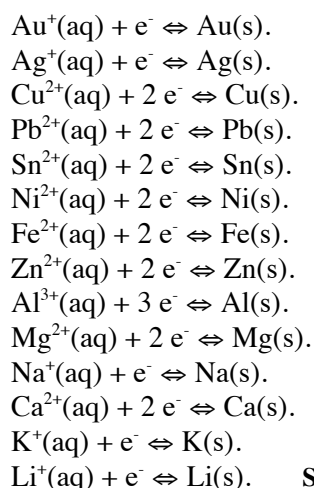 Au⁺(aq) + e⁻ ⇔ Au(s).
Ag⁺(aq) + e⁻ ⇔ Ag(s).
Cu²⁺(aq) + 2 e⁻ ⇔ Cu(s).
Pb²⁺(aq) + 2 e⁻ ⇔ Pb(s).
Sn²⁺(aq) + 2 e⁻ ⇔ Sn(s).
Ni²⁺(aq) + 2 e⁻ ⇔ Ni(s).
Fe²⁺(aq) + 2 e⁻ ⇔ Fe(s).
Zn²⁺(aq) + 2 e⁻ ⇔ Zn(s).
Al³⁺(aq) + 3 e⁻ ⇔ Al(s).
Mg²⁺(aq) + 2 e⁻ ⇔ Mg(s).
Na⁺(aq) + e⁻ ⇔ Na(s).
Ca²⁺(aq) + 2 e⁻ ⇔ Ca(s).
K⁺(aq) + e⁻ ⇔ K(s).
Li⁺(aq) + e⁻ ⇔ Li(s). S